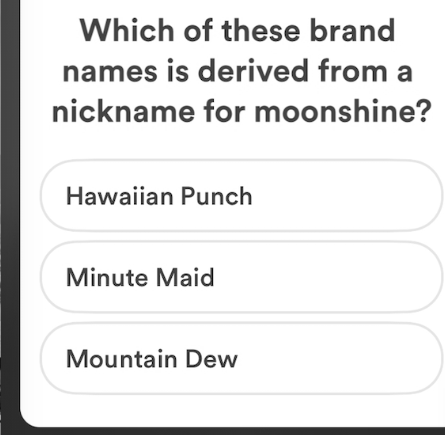 Which of these brand
names is derived from a
nickname for moonshine?
Hawaiian Punch
Minute Maid
Mountain Dew